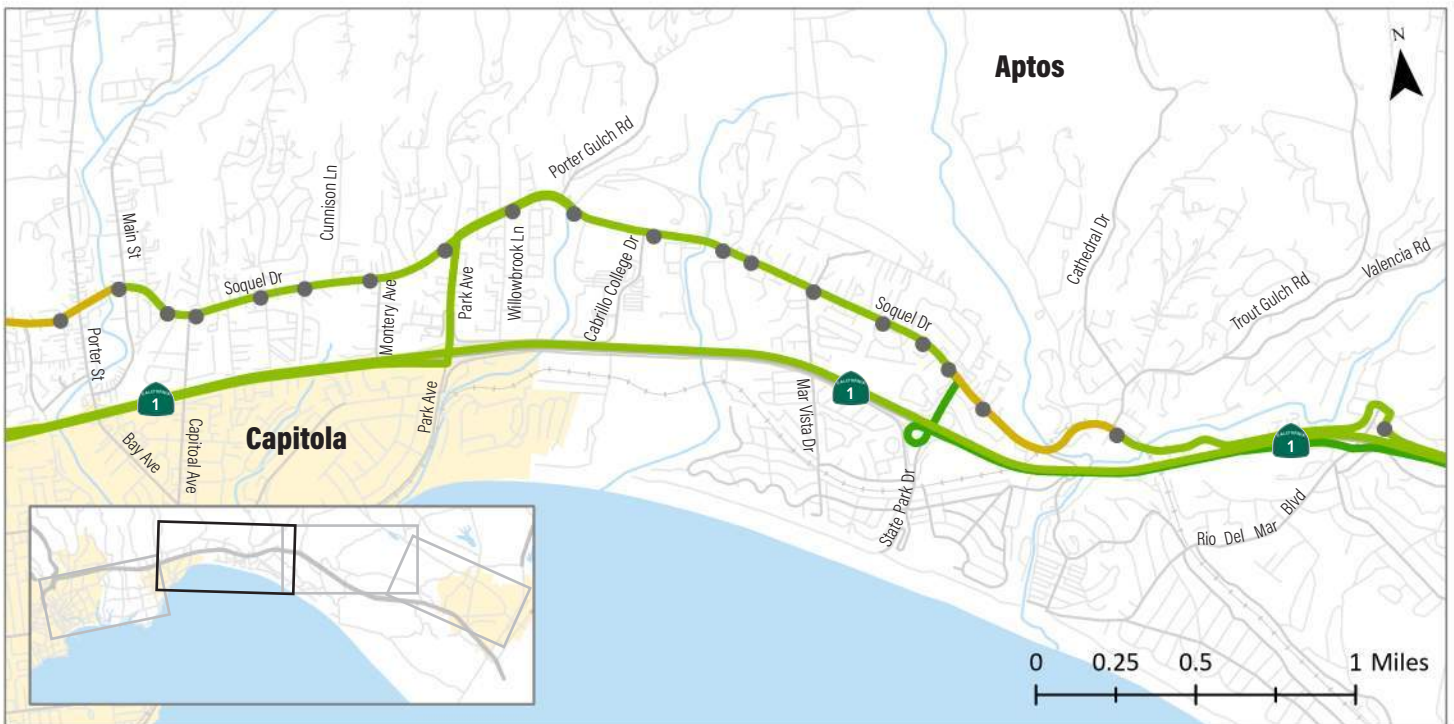 Aptos
N
Porter Gulch Rd
Main St
Cunnison Ln
Cathedral Dr
Valencia Rd
Trout Gulch Rd
Soquel Dr
Montery Ave
Park Ave
Willowbrook Ln
Cabrillo College Dr
Soquel Dr
Porter St
1
Capitola
Bay Ave
Capitoal Ave
Park Ave
1
Mar Vista Dr
State Park Dr
1
Rio Del Mar Blvd
0 0.25 0.5 1 Miles